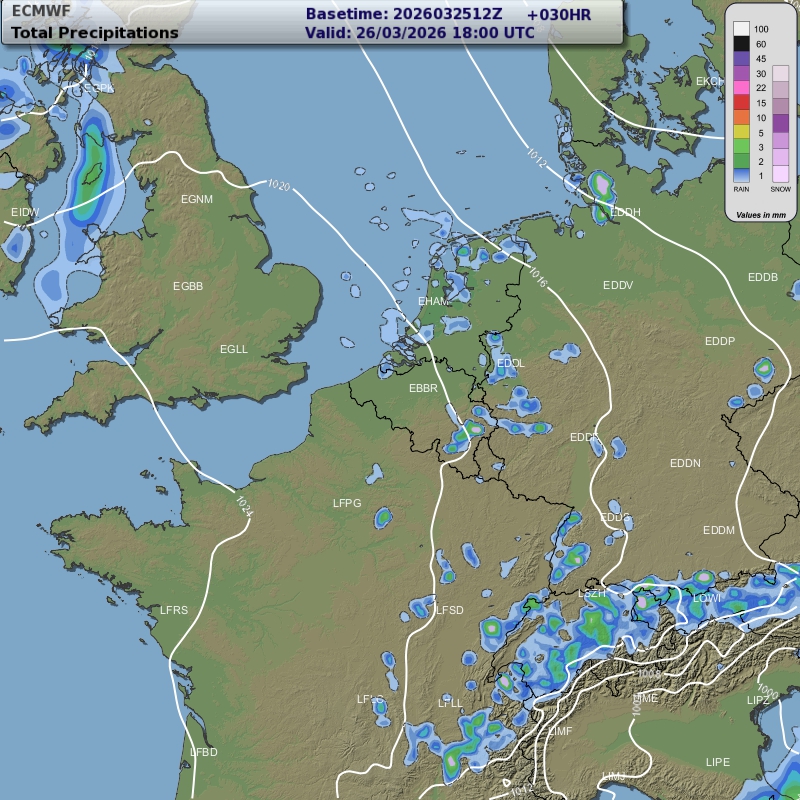 ECMWF
Basetime: 2026032512Z +030HR
Total Precipitations
Valid: 26/03/2026 18:00 UTC
100
60
45
30
22
15
10
5
3
2
1
RAIN SNOW
Values in mm
EKCH
1012
1020
EGNM
EIDW
EDDH
1016
EGBB
EDDV
EDDB
EHAM
EGLL
EDDP
EDDL
EBBR
EDDF
EDDN
1024
LFPG
EDDS
EDDM
LSZH
LOWI
LFRS
LFSD
LIME
LIPZ
1000
LFLL
LIMF
LFBD
LIPE
LIMJ
1012